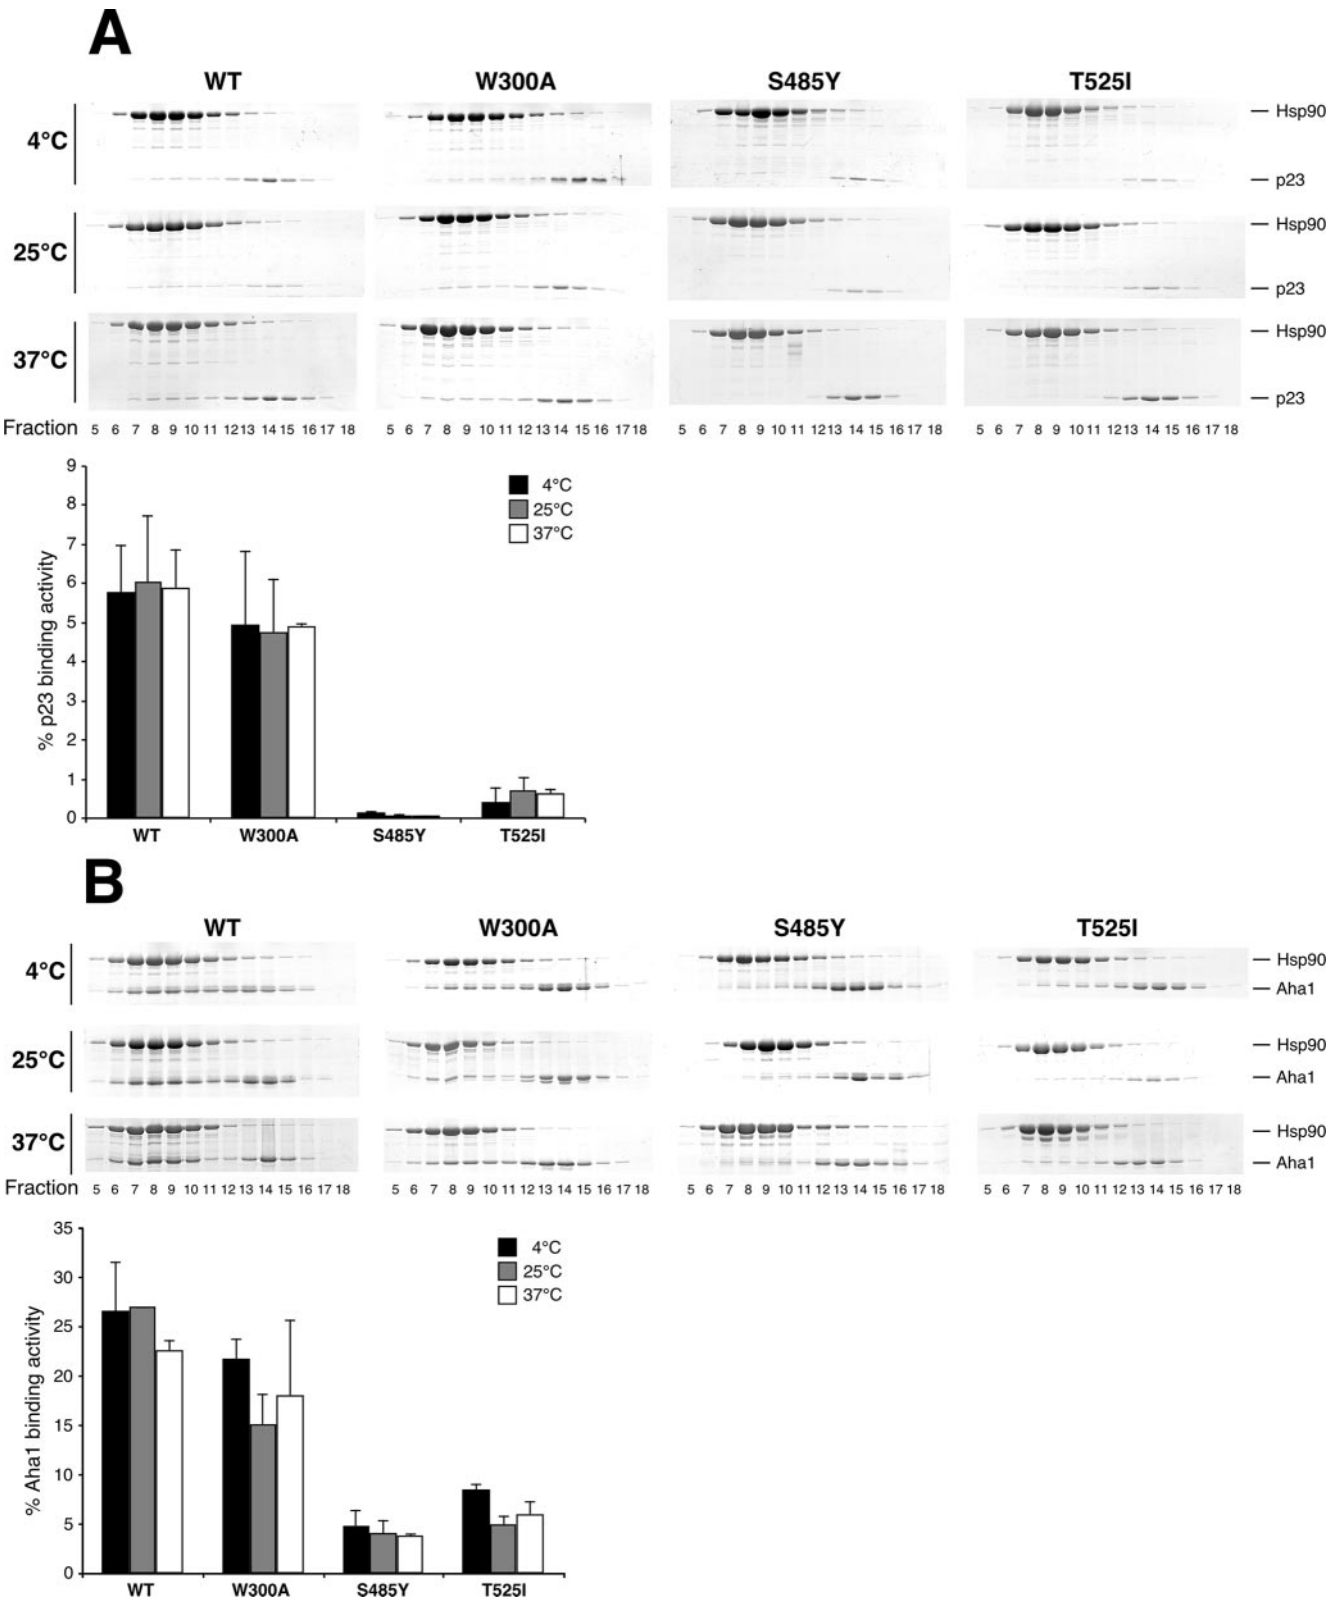 A
WT W300A S485Y T525I
4°C Hsp90
p23
25°C Hsp90
p23
37°C Hsp90
p23
Fraction 5 6 7 8 9 10 11 12 13 14 15 16 17 18 5 6 7 8 9 10 11 12 13 14 15 16 17 18 5 6 7 8 9 10 11 12 13 14 15 16 17 18 5 6 7 8 9 10 11 12 13 14 15 16 17 18
% p23 binding activity
9
8
7
6
5
4
3
2
1
0
4°C
25°C
37°C
WT W300A S485Y T525I
B
WT W300A S485Y T525I
4°C Hsp90
Aha1
25°C Hsp90
Aha1
37°C Hsp90
Aha1
Fraction 5 6 7 8 9 10 11 12 13 14 15 16 17 18 5 6 7 8 9 10 11 12 13 14 15 16 17 18 5 6 7 8 9 10 11 12 13 14 15 16 17 18 5 6 7 8 9 10 11 12 13 14 15 16 17 18
% Aha1 binding activity
35
30
25
20
15
10
5
0
4°C
25°C
37°C
WT W300A S485Y T525I